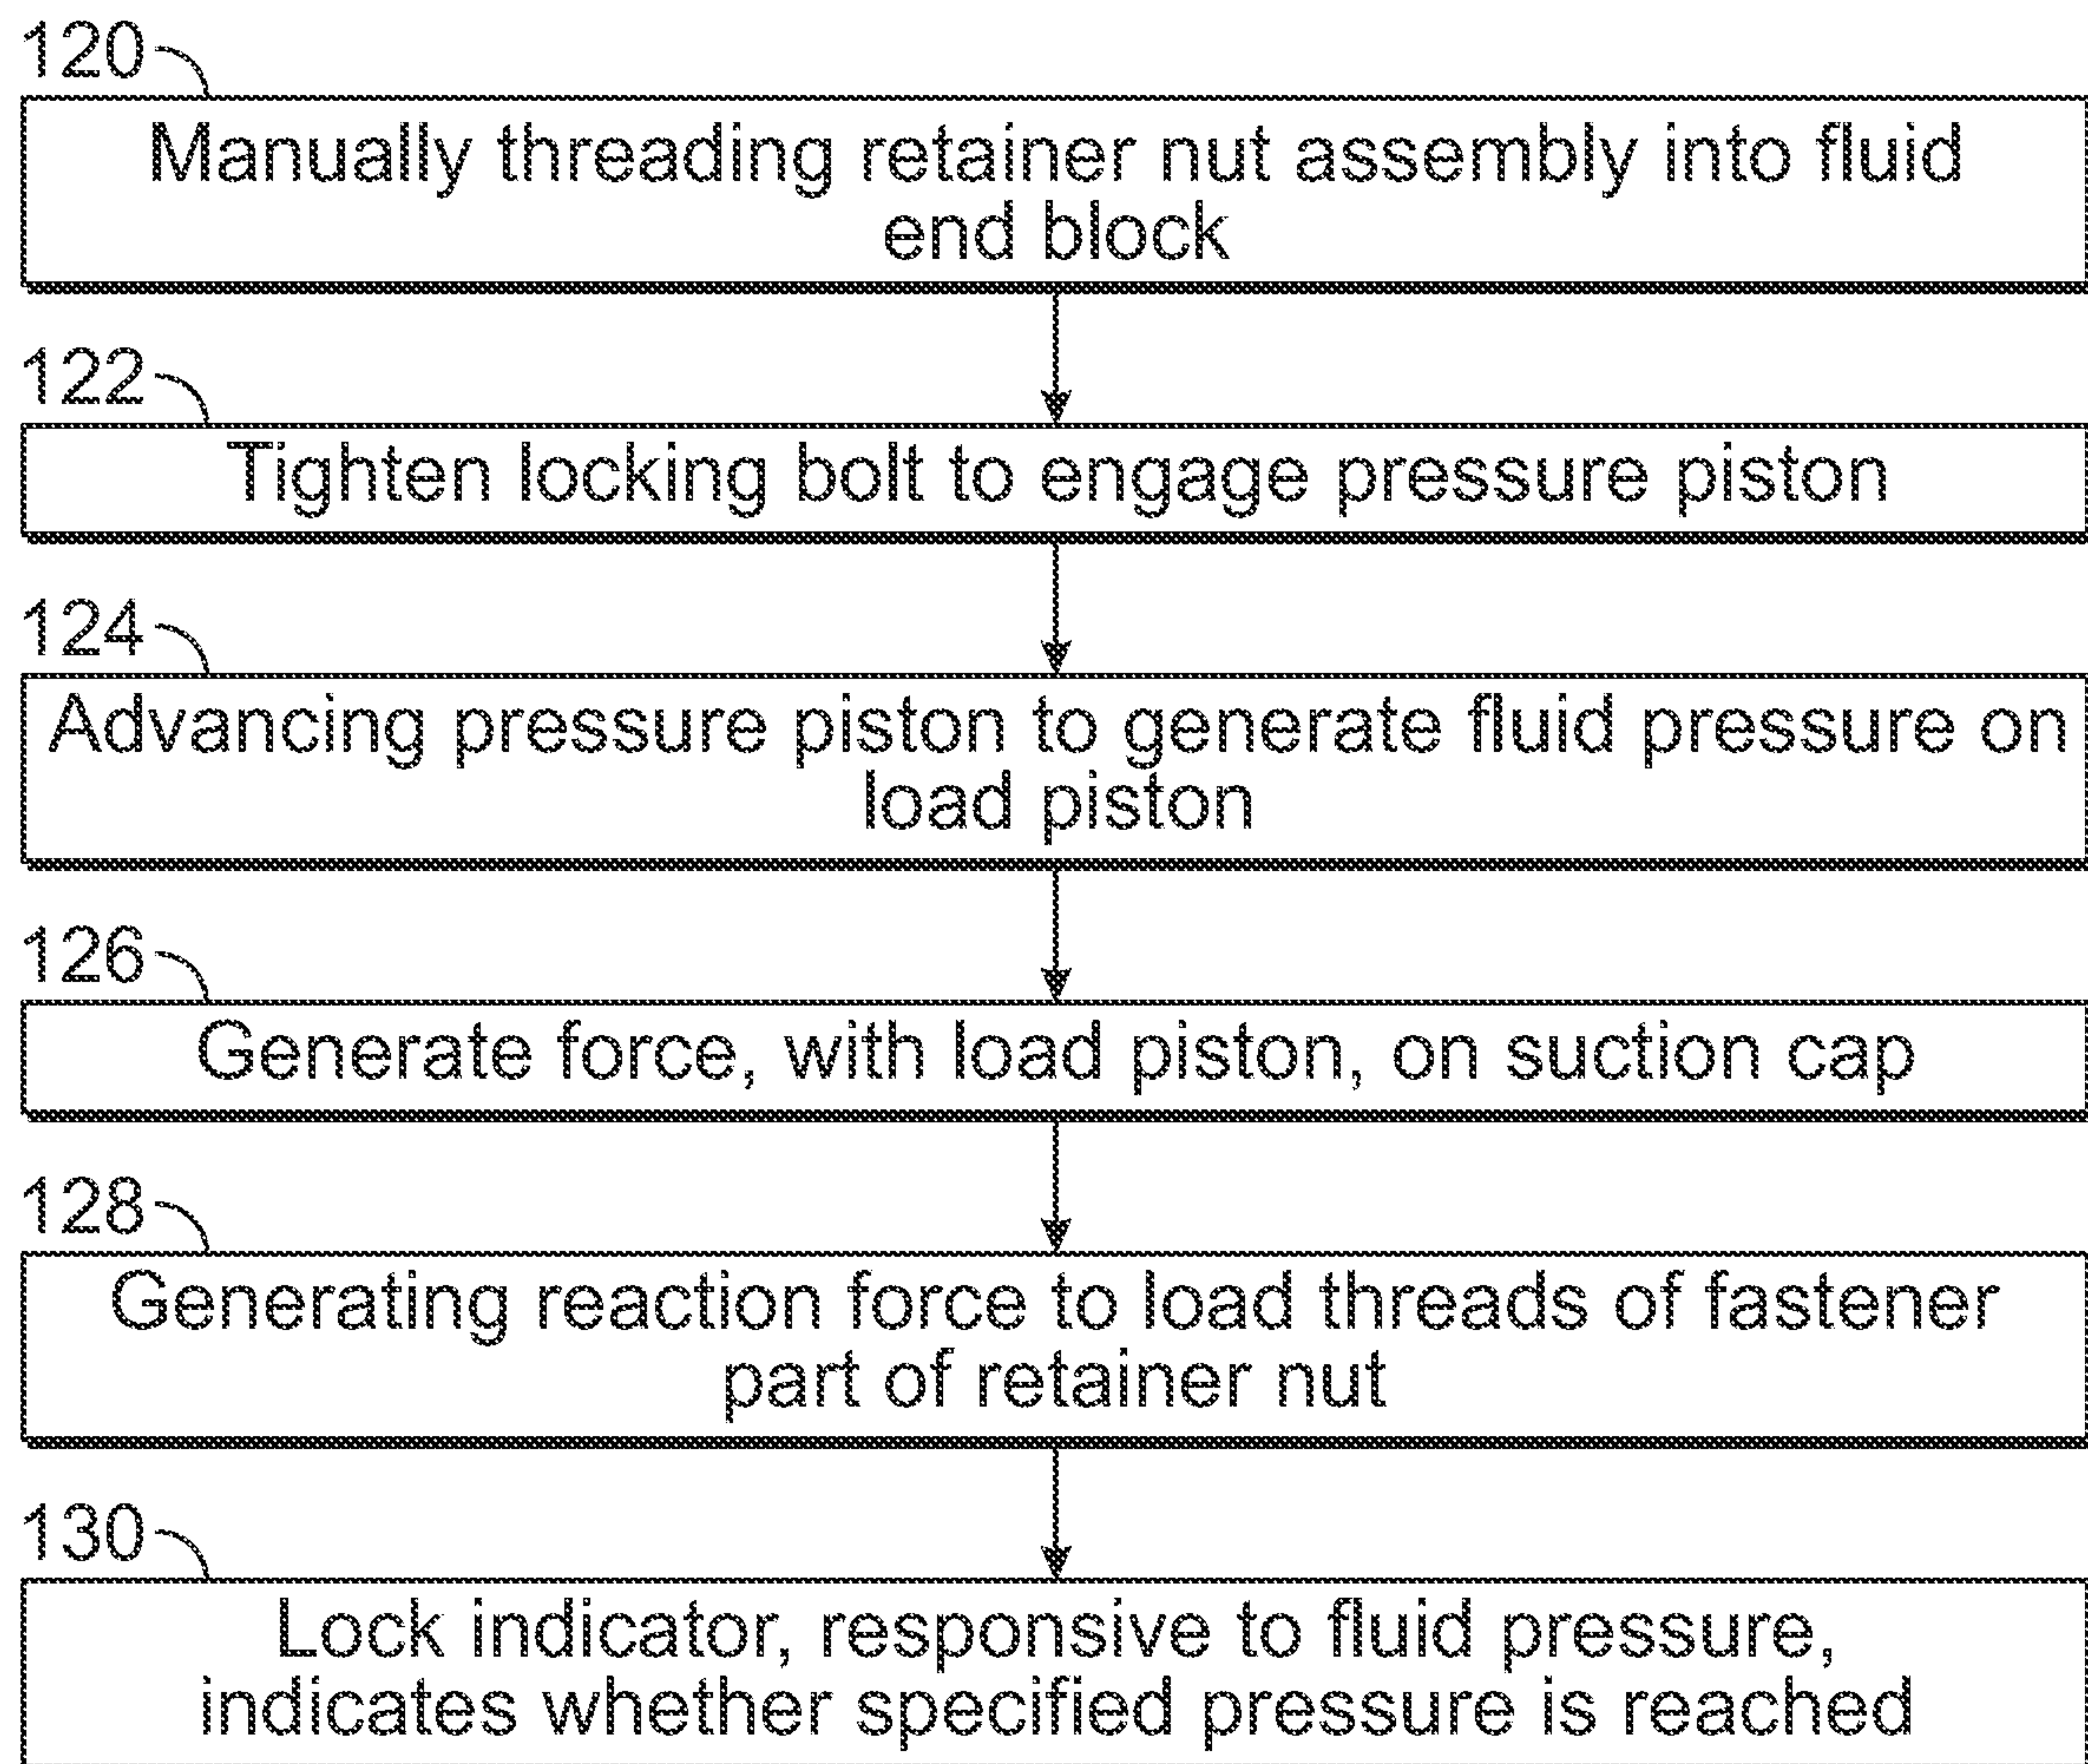 120
Manually threading retainer nut assembly into fluid
end block
122
Tighten locking bolt to engage pressure piston
124
Advancing pressure piston to generate fluid pressure on
load piston
126
Generate force, with load piston, on suction cap
128
Generating reaction force to load threads of fastener
part of retainer nut
130
Lock indicator, responsive to fluid pressure,
indicates whether specified pressure is reached